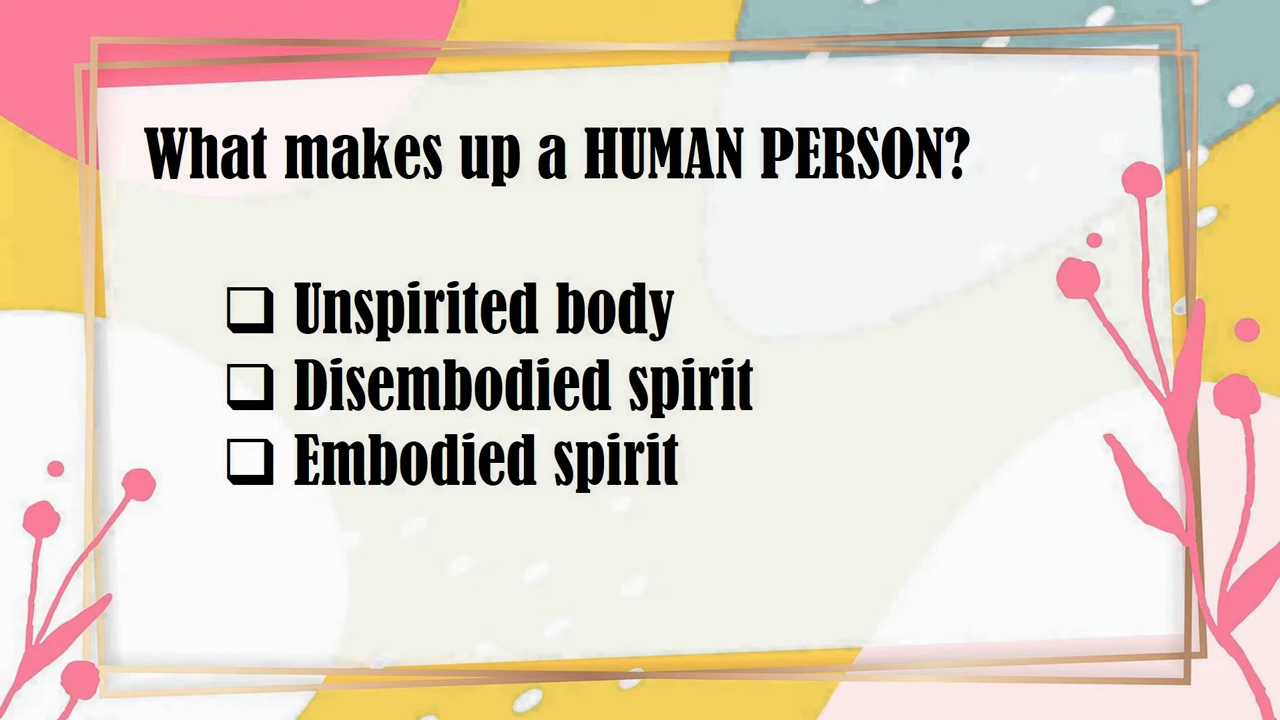 What makes up a HUMAN PERSON?
❑ Unspirited body
❑ Disembodied spirit
❑ Embodied spirit